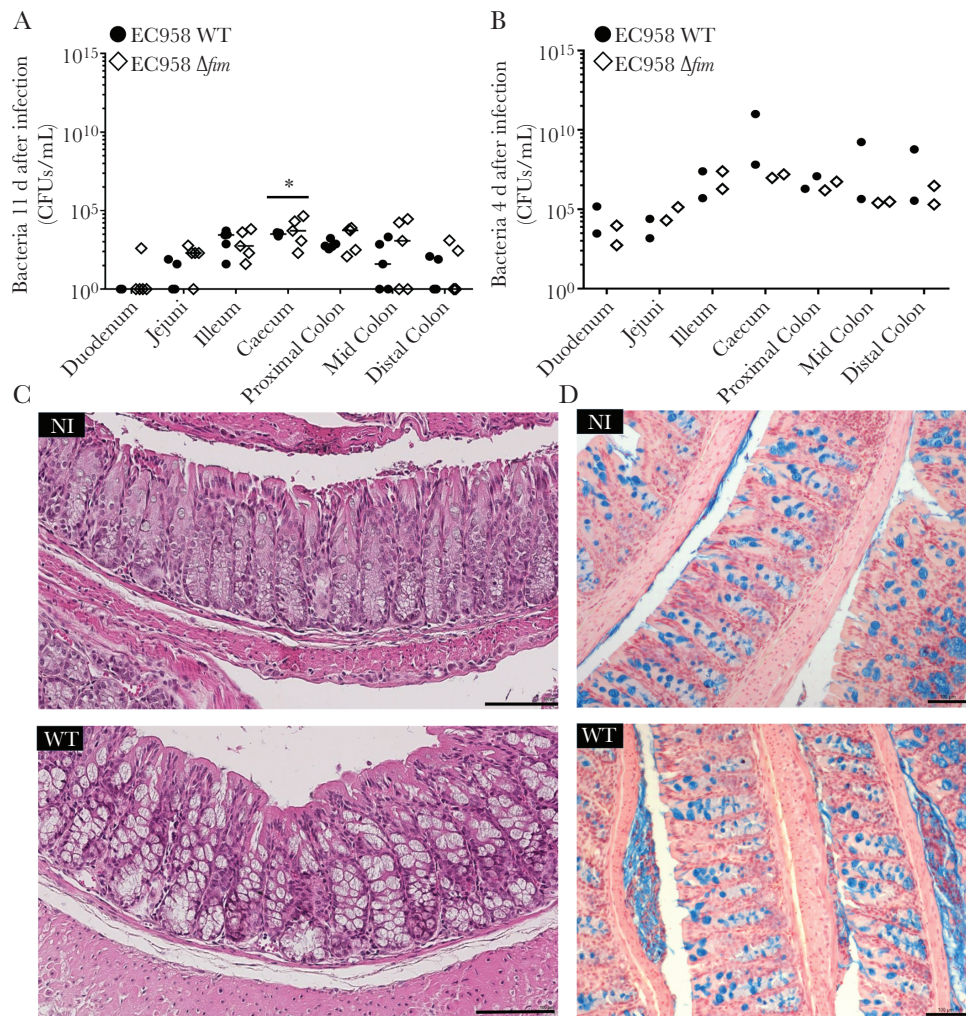 A
EC958 WT
EC958 Δfim
Bacteria 11 d after infection
(CFUs/mL)
10^15
10^10
10^5
10^0
*
Duodenum
Jejuni
Illeum
Caecum
Proximal Colon
Mid Colon
Distal Colon
B
EC958 WT
EC958 Δfim
Bacteria 4 d after infection
(CFUs/mL)
10^15
10^10
10^5
10^0
Duodenum
Jejuni
Illeum
Caecum
Proximal Colon
Mid Colon
Distal Colon
C
NI
WT
D
NI
WT